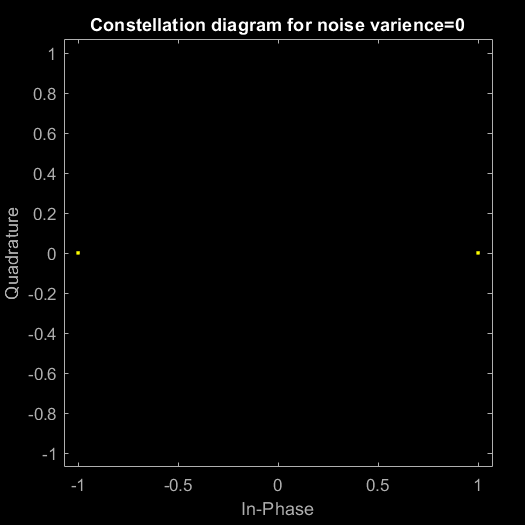 Constellation diagram for noise varience=0
1
0.8
0.6
0.4
0.2
0
-0.2
-0.4
-0.6
-0.8
-1
Quadrature
-1 -0.5 0 0.5 1
In-Phase